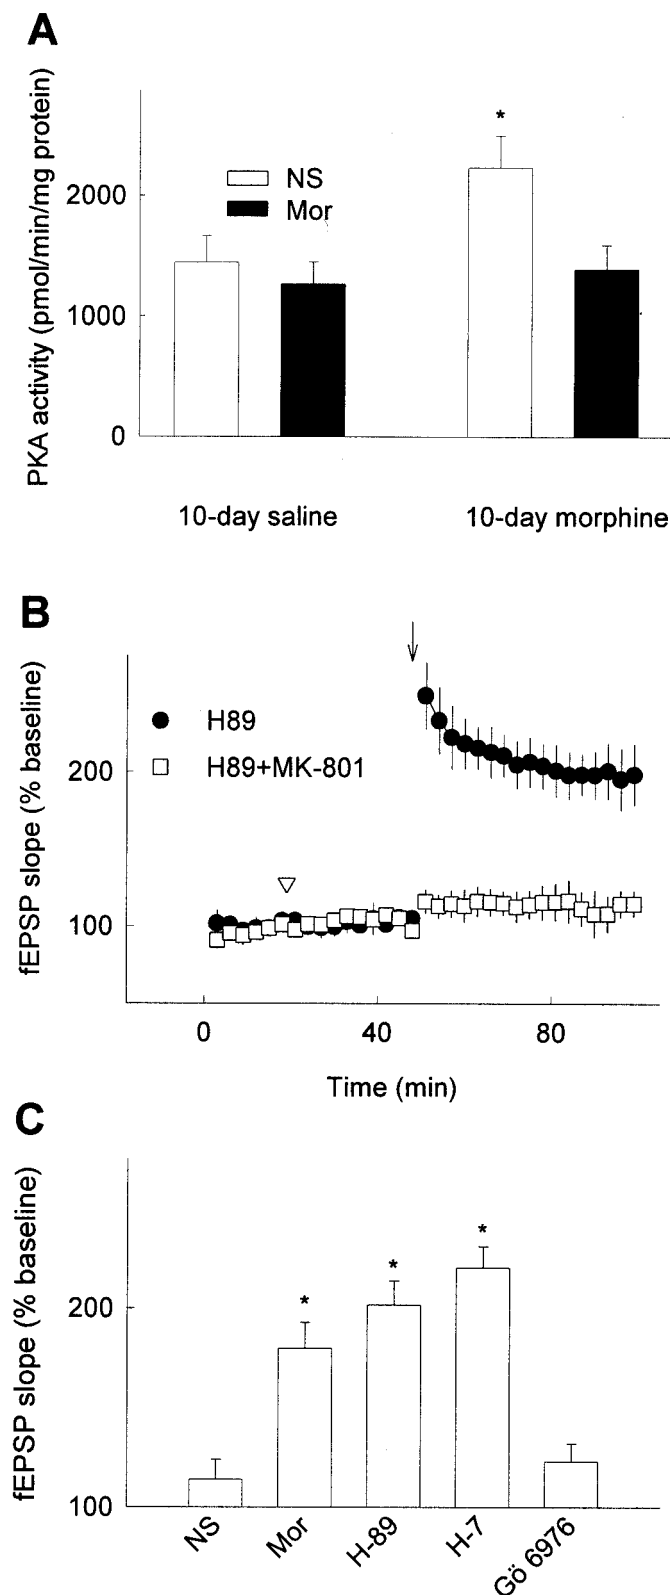 A
PKA activity (pmol/min/mg protein)
*
NS
Mor
2000
1000
0
10-day saline
10-day morphine
B
fEPSP slope (% baseline)
H89
H89+MK-801
200
100
0
40
80
Time (min)
C
fEPSP slope (% baseline)
*
*
*
200
100
NS
Mor
H-89
H-7
Gö 6976